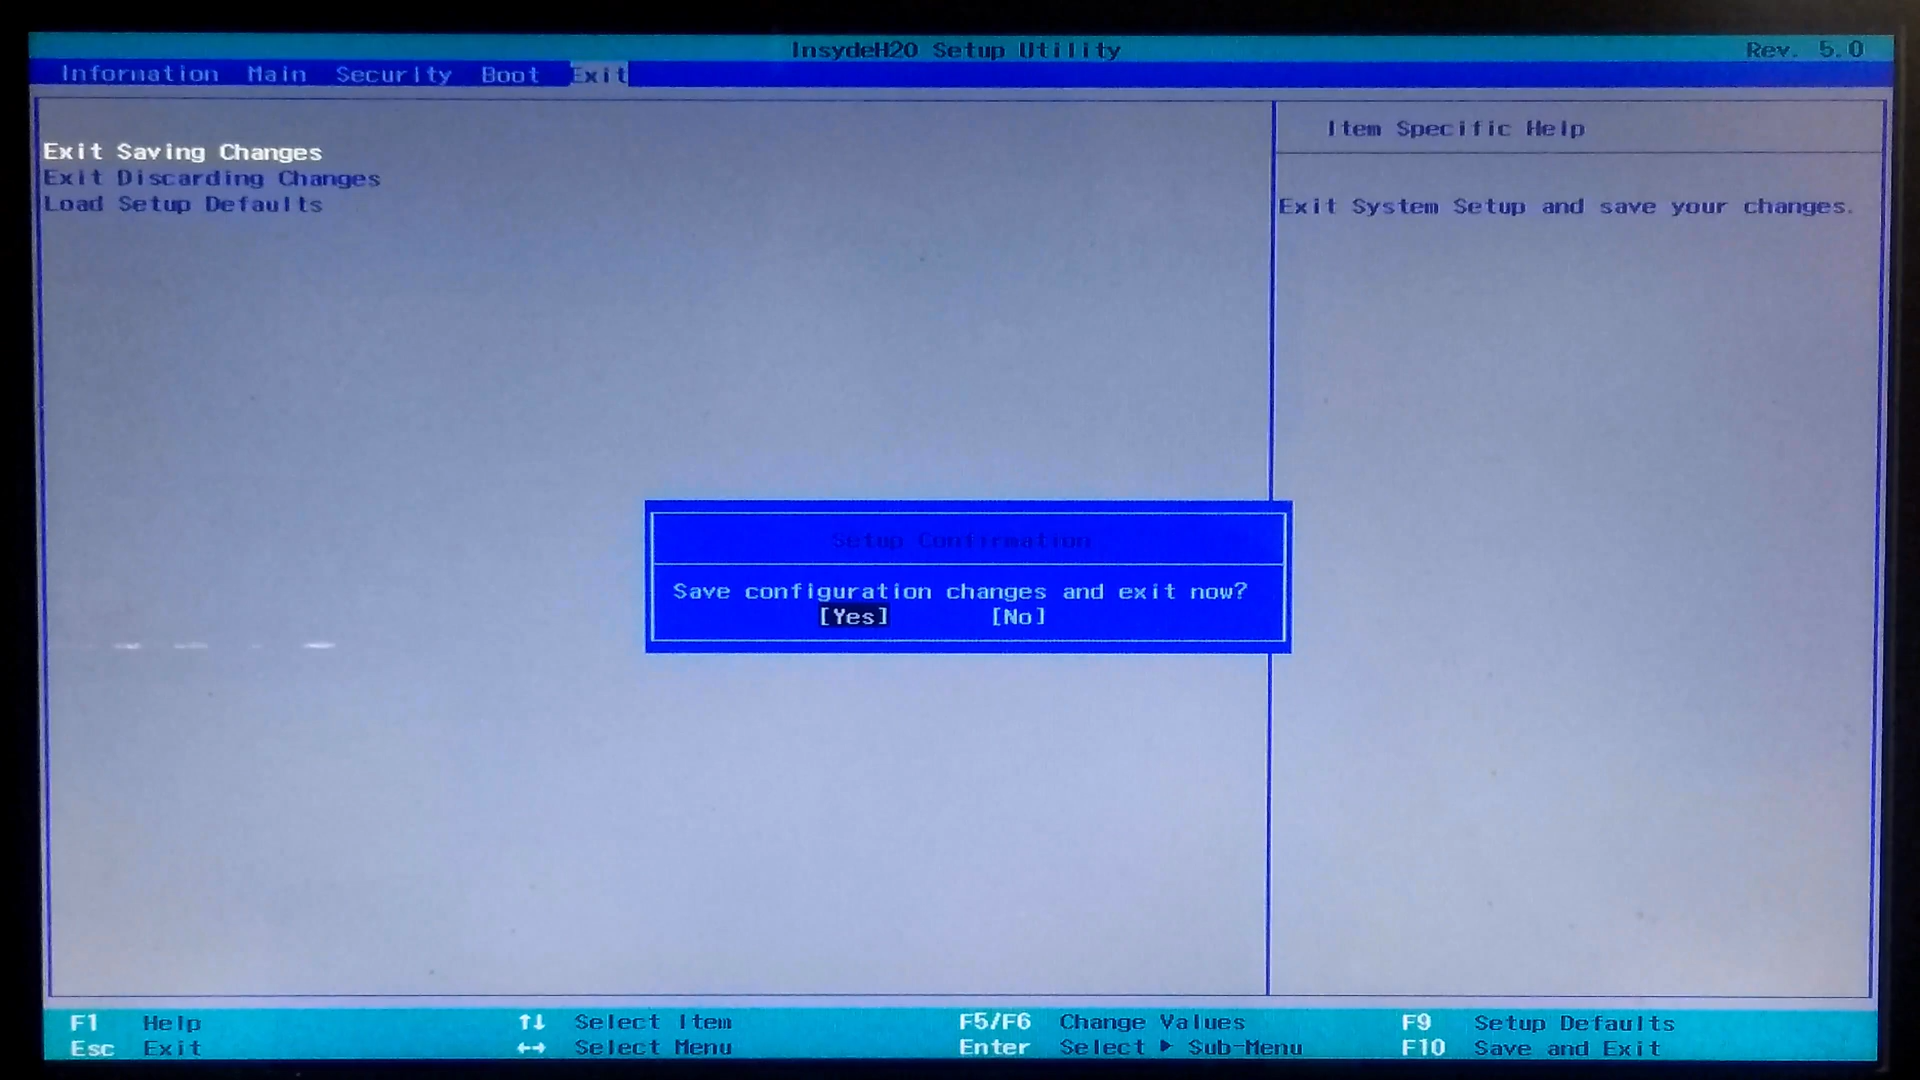 InsydeH20 Setup Utility Rev. 5.0
Information Main Security Boot Exit
Item Specific Help
Exit Saving Changes
Exit Discarding Changes
Load Setup Defaults
Exit System Setup and save your changes.
Setup Confirmation
Save configuration changes and exit now?
[Yes] [No]
F1 Help ↑↓ Select Item F5/F6 Change Values F9 Setup Defaults
Esc Exit ←→ Select Menu Enter Select ▶ Sub-Menu F10 Save and Exit